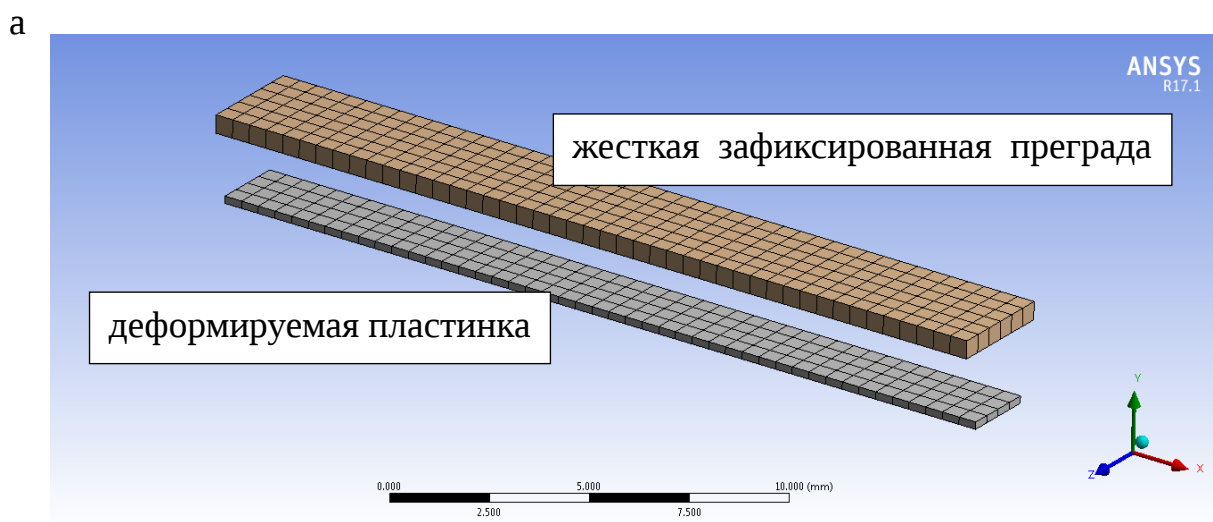 а
ANSYS
R17.1
жесткая зафиксированная преграда
деформируемая пластинка
Y
Z
X
0.000 5.000 10.000 (mm)
2.500 7.500